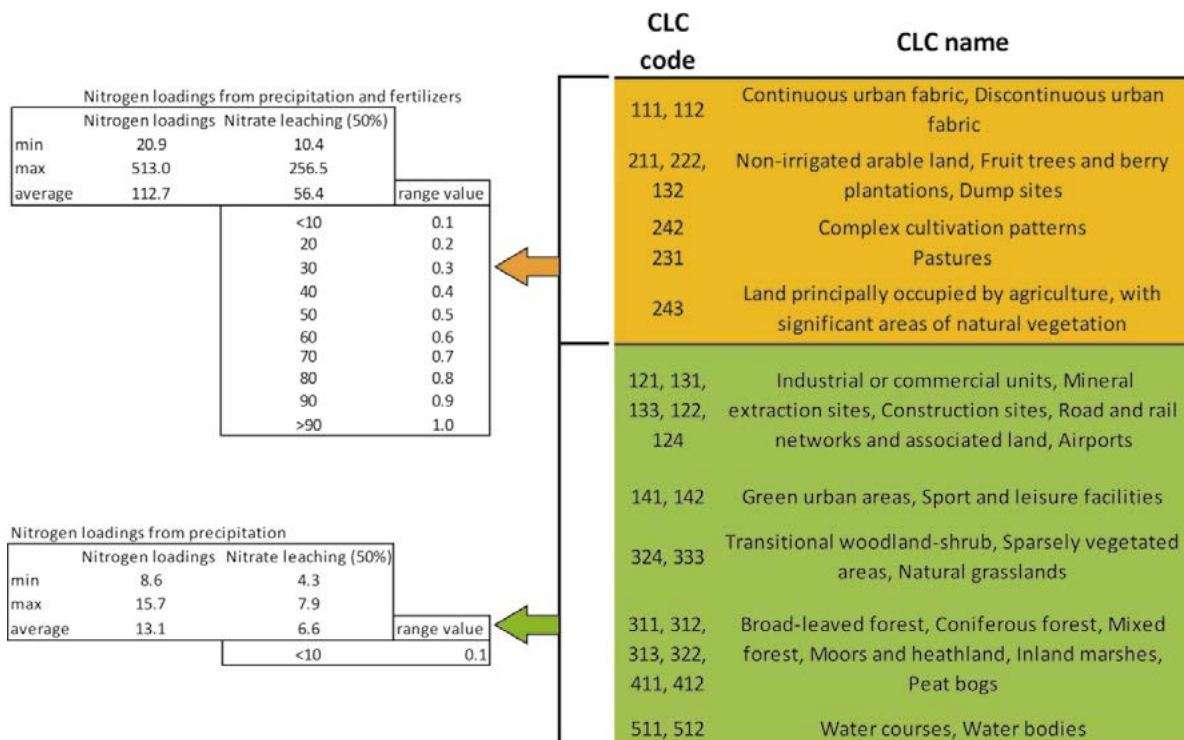 Nitrogen loadings from precipitation and fertilizers
Nitrogen loadings Nitrate leaching (50%)
min 20.9 10.4
max 513.0 256.5
average 112.7 56.4 range value
<10 0.1
20 0.2
30 0.3
40 0.4
50 0.5
60 0.6
70 0.7
80 0.8
90 0.9
>90 1.0
Nitrogen loadings from precipitation
Nitrogen loadings Nitrate leaching (50%)
min 8.6 4.3
max 15.7 7.9
average 13.1 6.6 range value
<10 0.1
CLC
code
CLC name
111, 112 Continuous urban fabric, Discontinuous urban
fabric
211, 222, Non-irrigated arable land, Fruit trees and berry
132 plantations, Dump sites
242 Complex cultivation patterns
231 Pastures
243 Land principally occupied by agriculture, with
significant areas of natural vegetation
121, 131, Industrial or commercial units, Mineral
133, 122, extraction sites, Construction sites, Road and rail
124 networks and associated land, Airports
141, 142 Green urban areas, Sport and leisure facilities
324, 333 Transitional woodland-shrub, Sparsely vegetated
areas, Natural grasslands
311, 312, Broad-leaved forest, Coniferous forest, Mixed
313, 322, forest, Moors and heathland, Inland marshes,
411, 412 Peat bogs
511, 512 Water courses, Water bodies